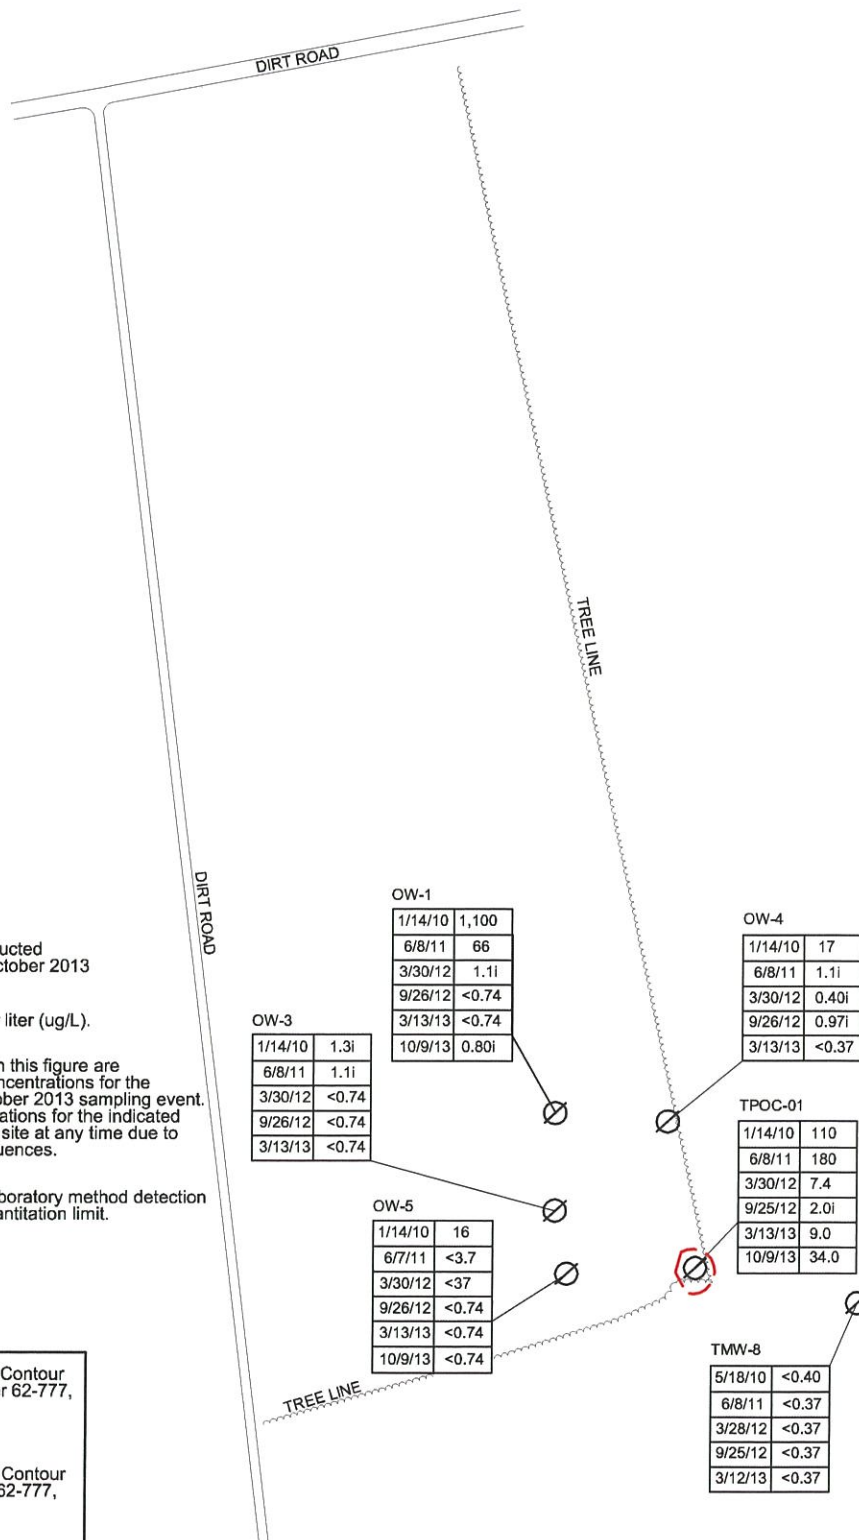 DIRT ROAD
TREE LINE
DIRT ROAD
OW-1
1/14/10 1,100
6/8/11 66
3/30/12 1.1i
9/26/12 <0.74
3/13/13 <0.74
10/9/13 0.80i
OW-4
1/14/10 17
6/8/11 1.1i
3/30/12 0.40i
9/26/12 0.97i
3/13/13 <0.37
OW-3
1/14/10 1.3i
6/8/11 1.1i
3/30/12 <0.74
9/26/12 <0.74
3/13/13 <0.74
TPOC-01
1/14/10 110
6/8/11 180
3/30/12 7.4
9/25/12 2.0i
3/13/13 9.0
10/9/13 34.0
OW-5
1/14/10 16
6/7/11 <3.7
3/30/12 <37
9/26/12 <0.74
3/13/13 <0.74
10/9/13 <0.74
TMW-8
5/18/10 <0.40
6/8/11 <0.37
3/28/12 <0.37
9/25/12 <0.37
3/12/13 <0.37
TREE LINE
ucted
ctober 2013
liter (ug/L).
n this figure are
ncentrations for the
ober 2013 sampling event.
ations for the indicated
site at any time due to
uences.
boratory method detection
antitation limit.
Contour
r 62-777,
Contour
62-777,